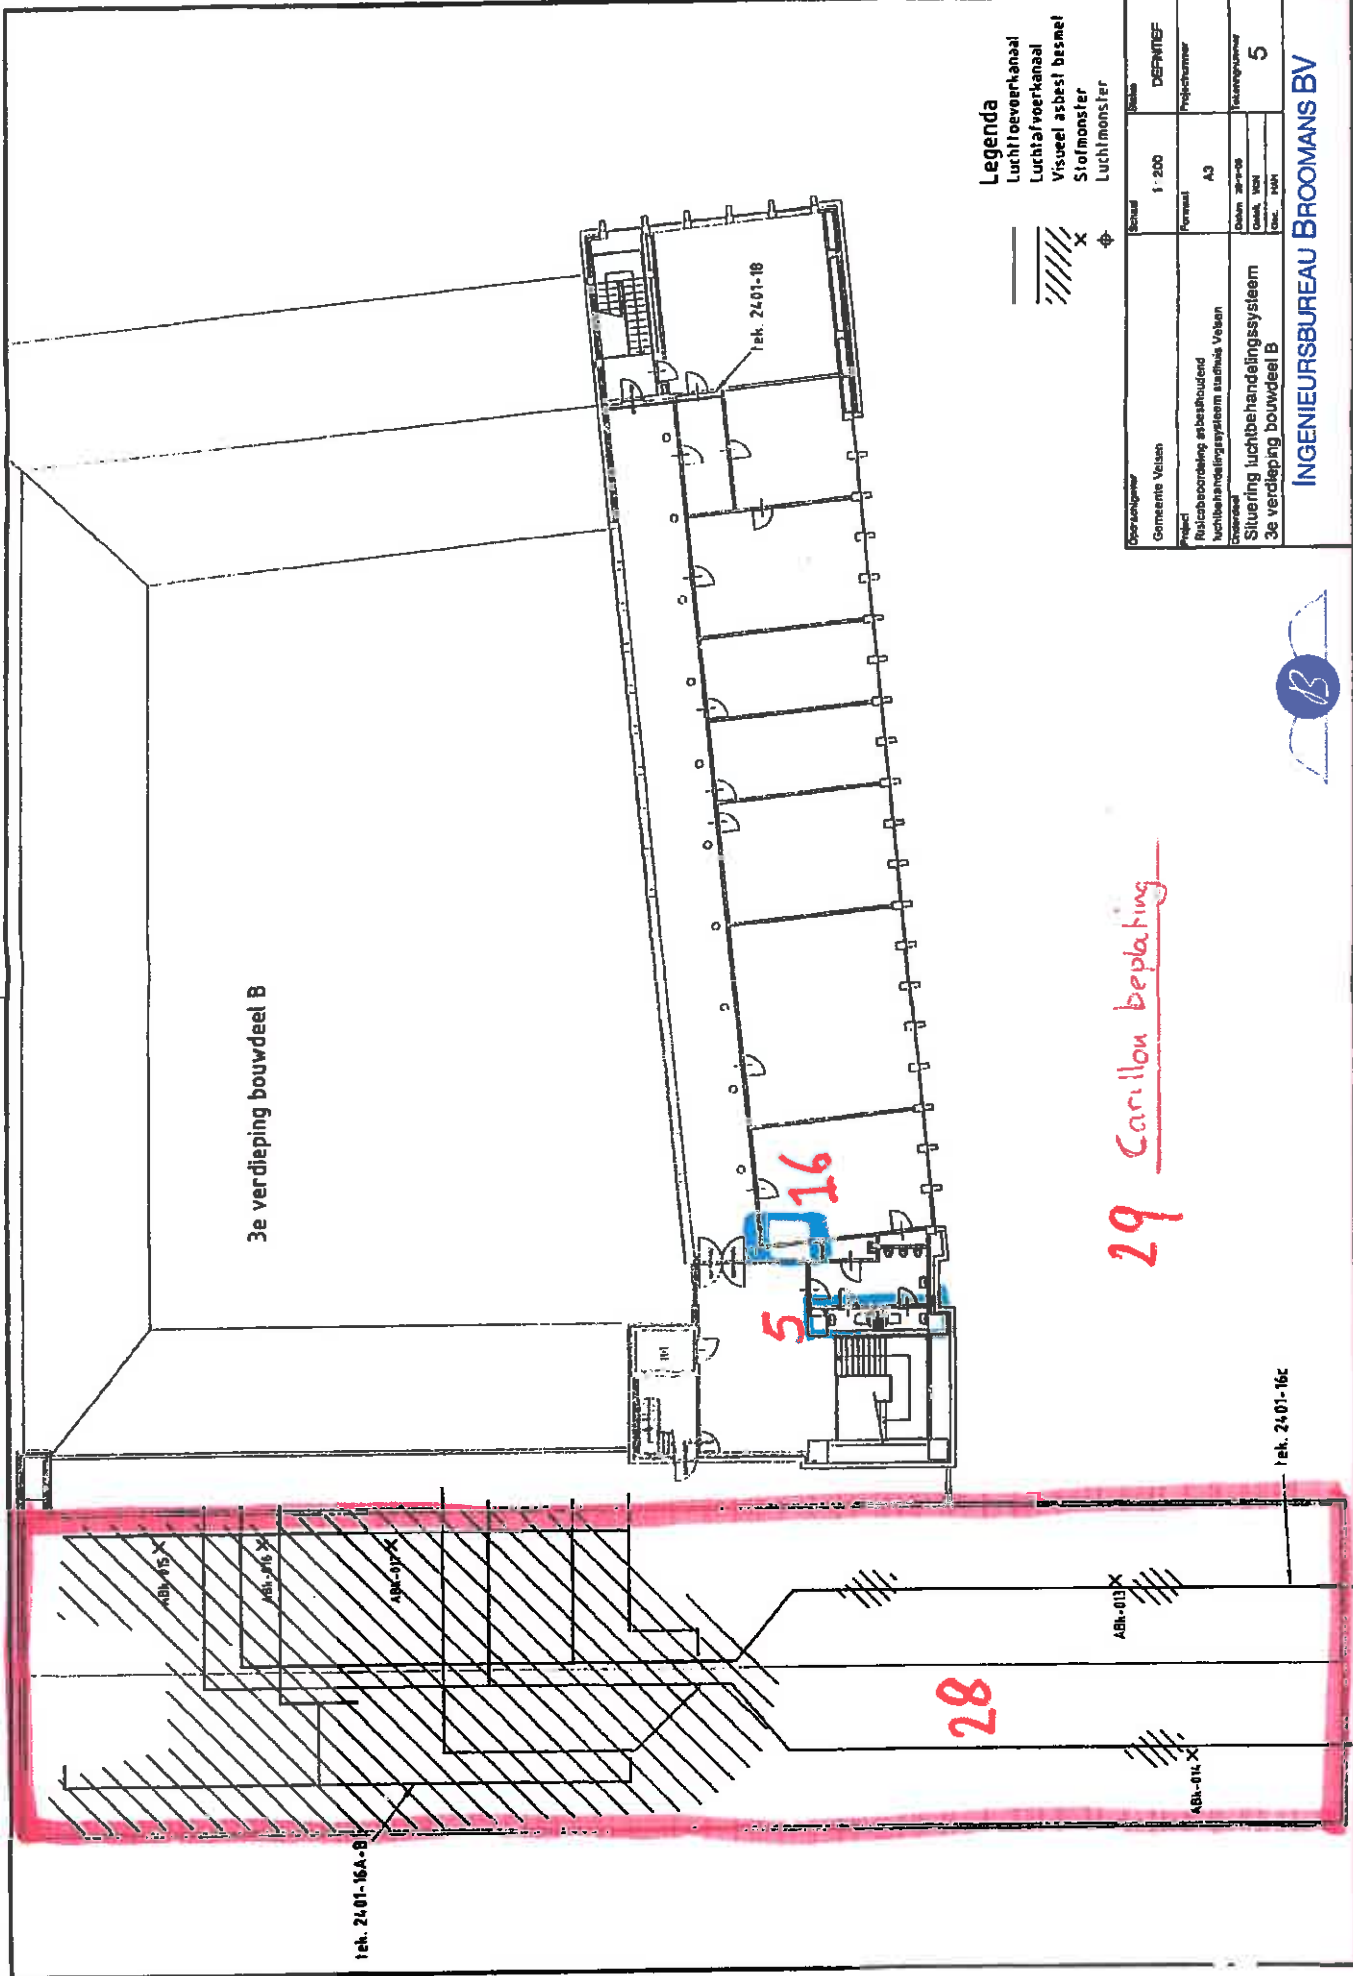 3e verdieping bouwdeel B
Legenda
Luchttoevoerkanaal
Luchtafvoerkanaal
Visueel asbest besmet
Stofmonster
Luchtmonster
tek. 2401-18
16
5
29 Carillon beplating
28
ABk-015
ABk-016
ABK-017
ABk-013
ABk-014
tek. 2401-16A+B
tek. 2401-16c
Opdrachtgever
Gemeente Velsen
Schaal
1 : 200
Status
DEFINITIEF
Project
Risicobeoordeling asbesthoudend
luchtbehandelingssysteem stadhuis Velsen
Formaat
A3
Projectnummer
Onderdeel
Situering luchtbehandelingssysteem
3e verdieping bouwdeel B
Datum
Tekeningnummer
5
INGENIEURSBUREAU BROOMANS BV
B